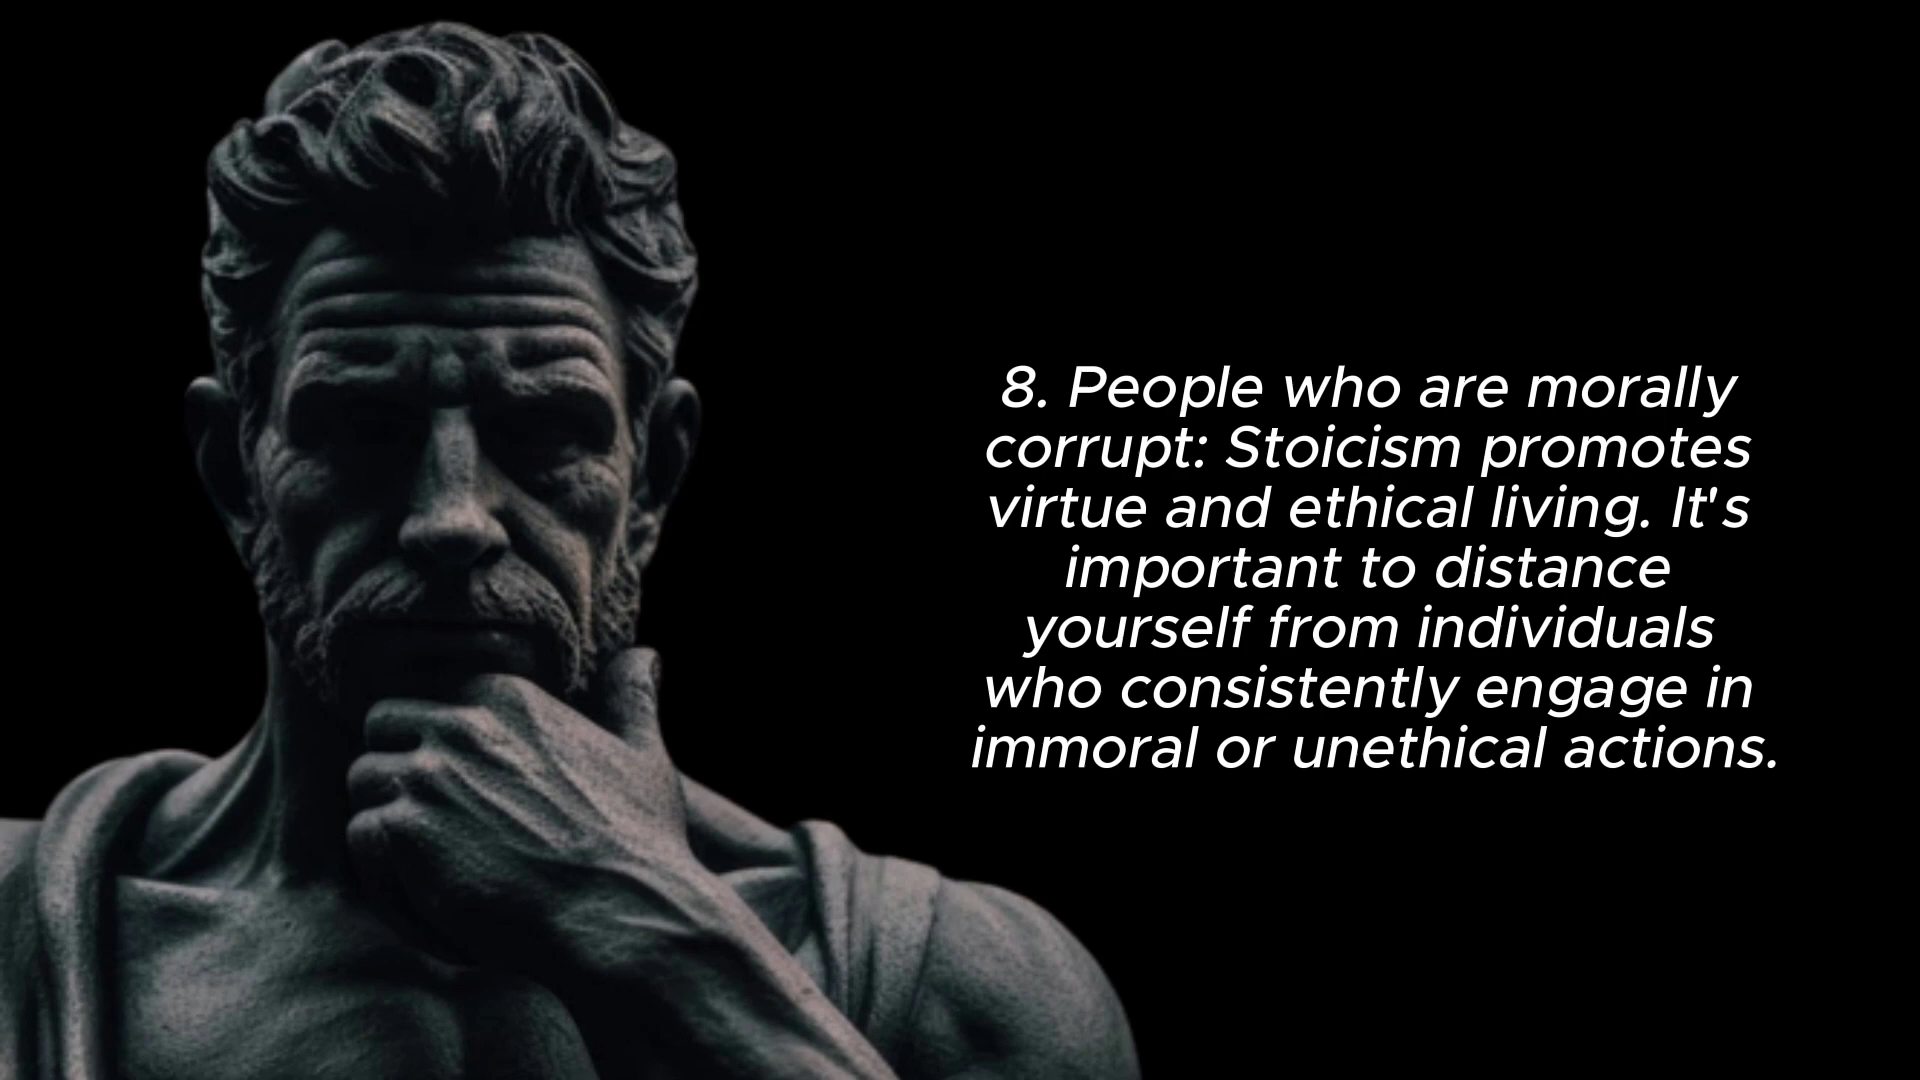 8. People who are morally
corrupt: Stoicism promotes
virtue and ethical living. It's
important to distance
yourself from individuals
who consistently engage in
immoral or unethical actions.